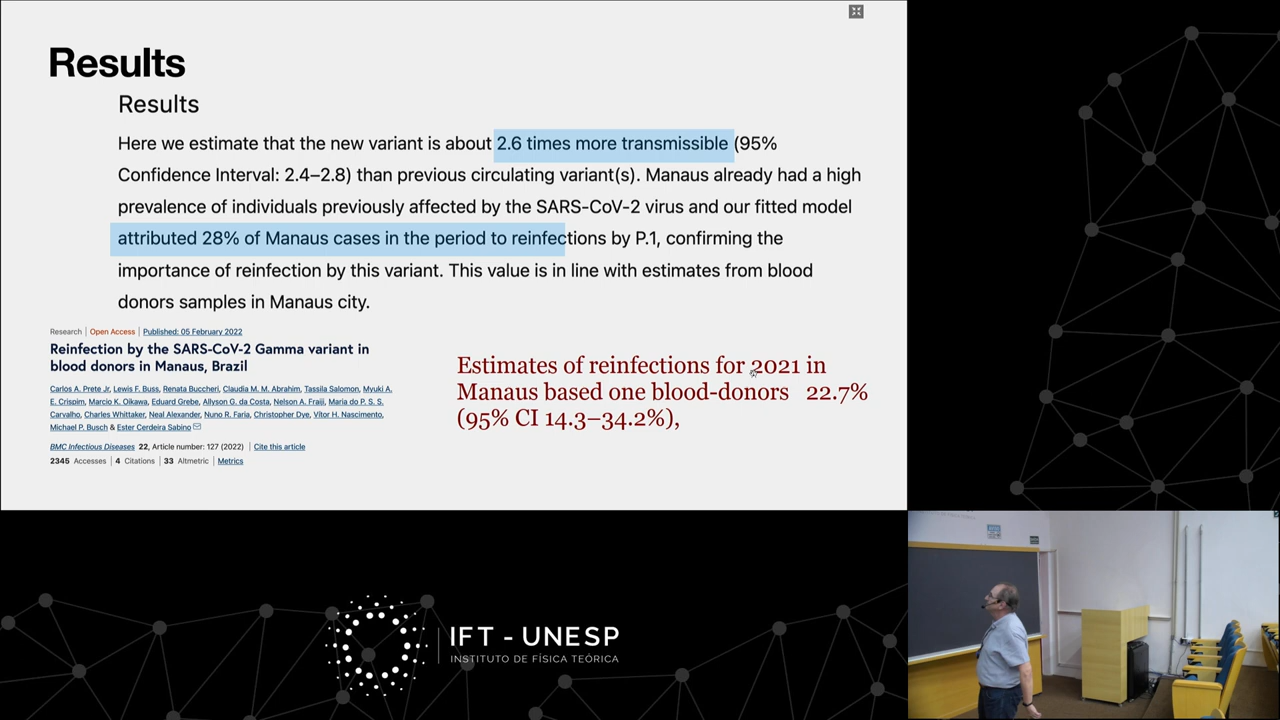 Results
Results
Here we estimate that the new variant is about 2.6 times more transmissible (95%
Confidence Interval: 2.4–2.8) than previous circulating variant(s). Manaus already had a high
prevalence of individuals previously affected by the SARS-CoV-2 virus and our fitted model
attributed 28% of Manaus cases in the period to reinfections by P.1, confirming the
importance of reinfection by this variant. This value is in line with estimates from blood
donors samples in Manaus city.
Research | Open Access | Published: 05 February 2022
Reinfection by the SARS-CoV-2 Gamma variant in
blood donors in Manaus, Brazil
Carlos A. Prete Jr, Lewis F. Buss, Renata Buccheri, Claudia M. M. Abrahim, Tassila Salomon, Myuki A.
E. Crispim, Marcio K. Oikawa, Eduard Grebe, Allyson G. da Costa, Nelson A. Fraiji, Maria do P. S. S.
Carvalho, Charles Whittaker, Neal Alexander, Nuno R. Faria, Christopher Dye, Vítor H. Nascimento,
Michael P. Busch & Ester Cerdeira Sabino
BMC Infectious Diseases 22, Article number: 127 (2022) | Cite this article
2345 Accesses | 4 Citations | 33 Altmetric | Metrics
Estimates of reinfections for 2021 in
Manaus based one blood-donors 22.7%
(95% CI 14.3–34.2%),
IFT - UNESP
INSTITUTO DE FÍSICA TEÓRICA